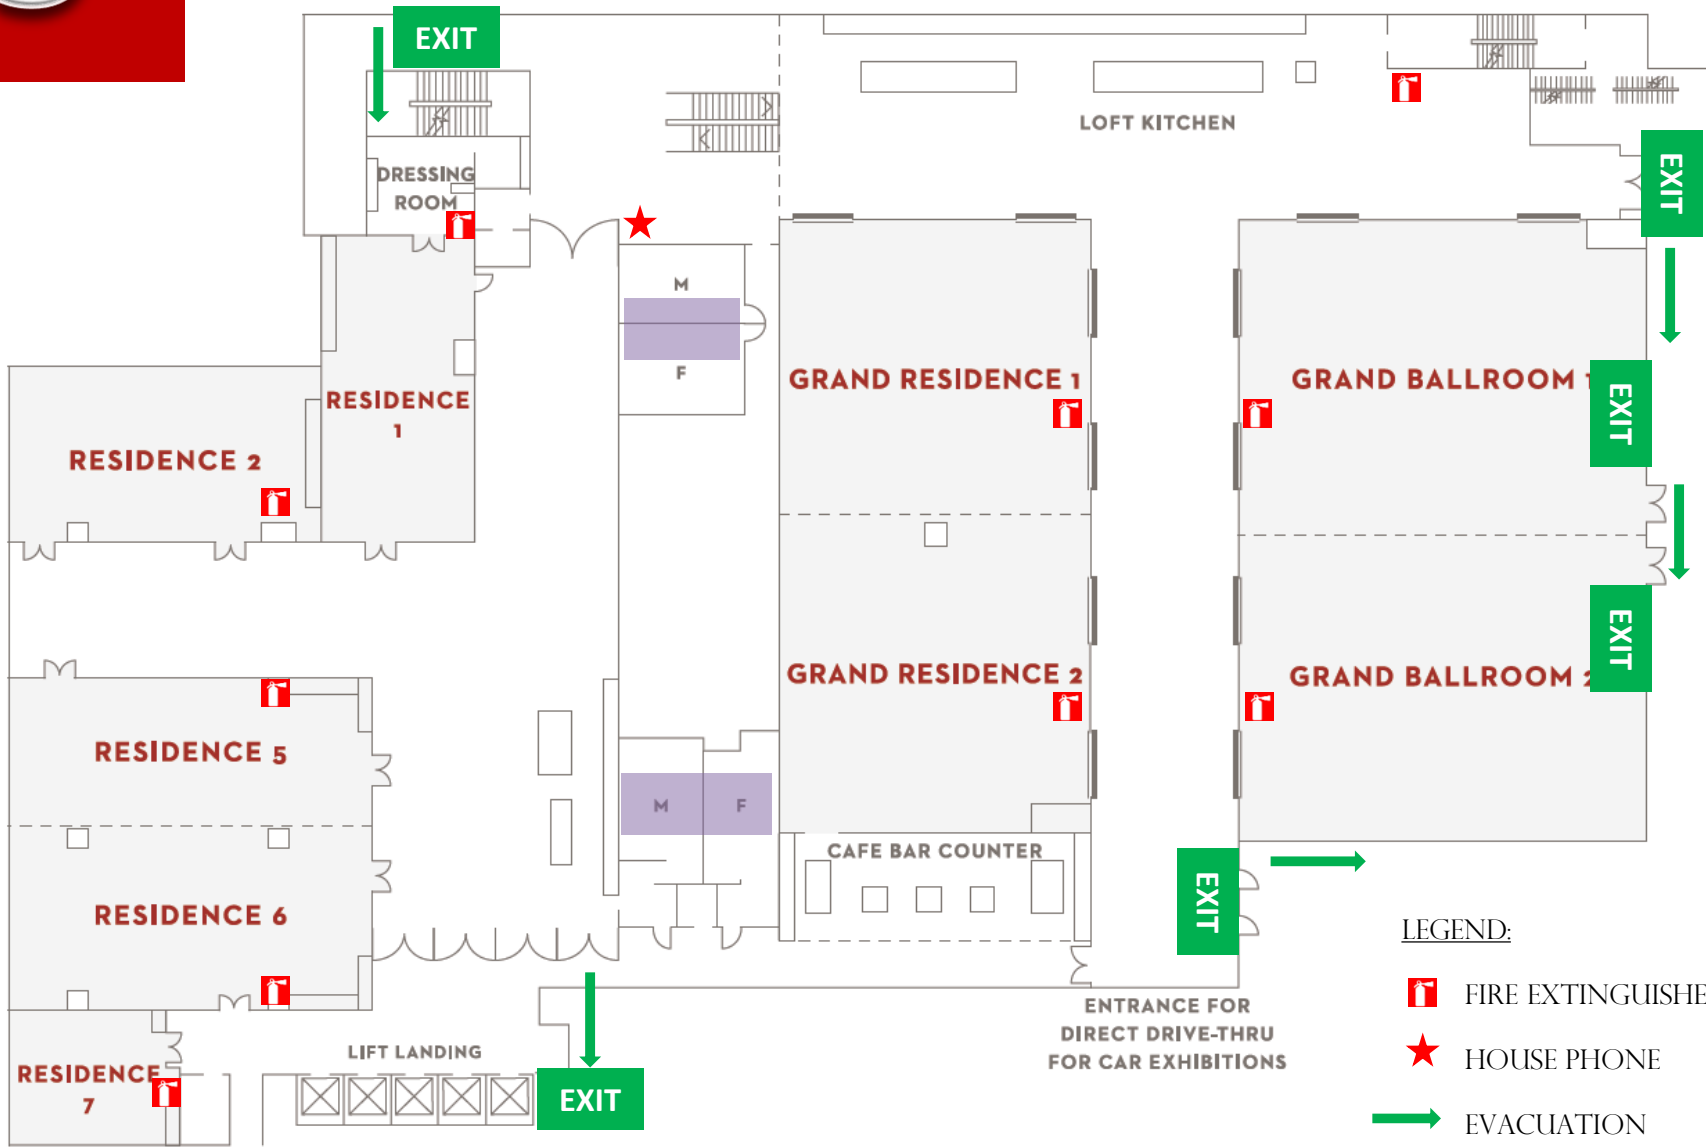 EXIT
LOFT KITCHEN
EXIT
DRESSING
ROOM
M
F
GRAND RESIDENCE 1
GRAND BALLROOM 1
EXIT
RESIDENCE
1
RESIDENCE 2
EXIT
GRAND RESIDENCE 2
GRAND BALLROOM 2
RESIDENCE 5
M
F
CAFE BAR COUNTER
EXIT
RESIDENCE 6
LEGEND:
FIRE EXTINGUISHE
ENTRANCE FOR
DIRECT DRIVE-THRU
FOR CAR EXHIBITIONS
LIFT LANDING
HOUSE PHONE
RESIDENCE
7
EXIT
EVACUATION